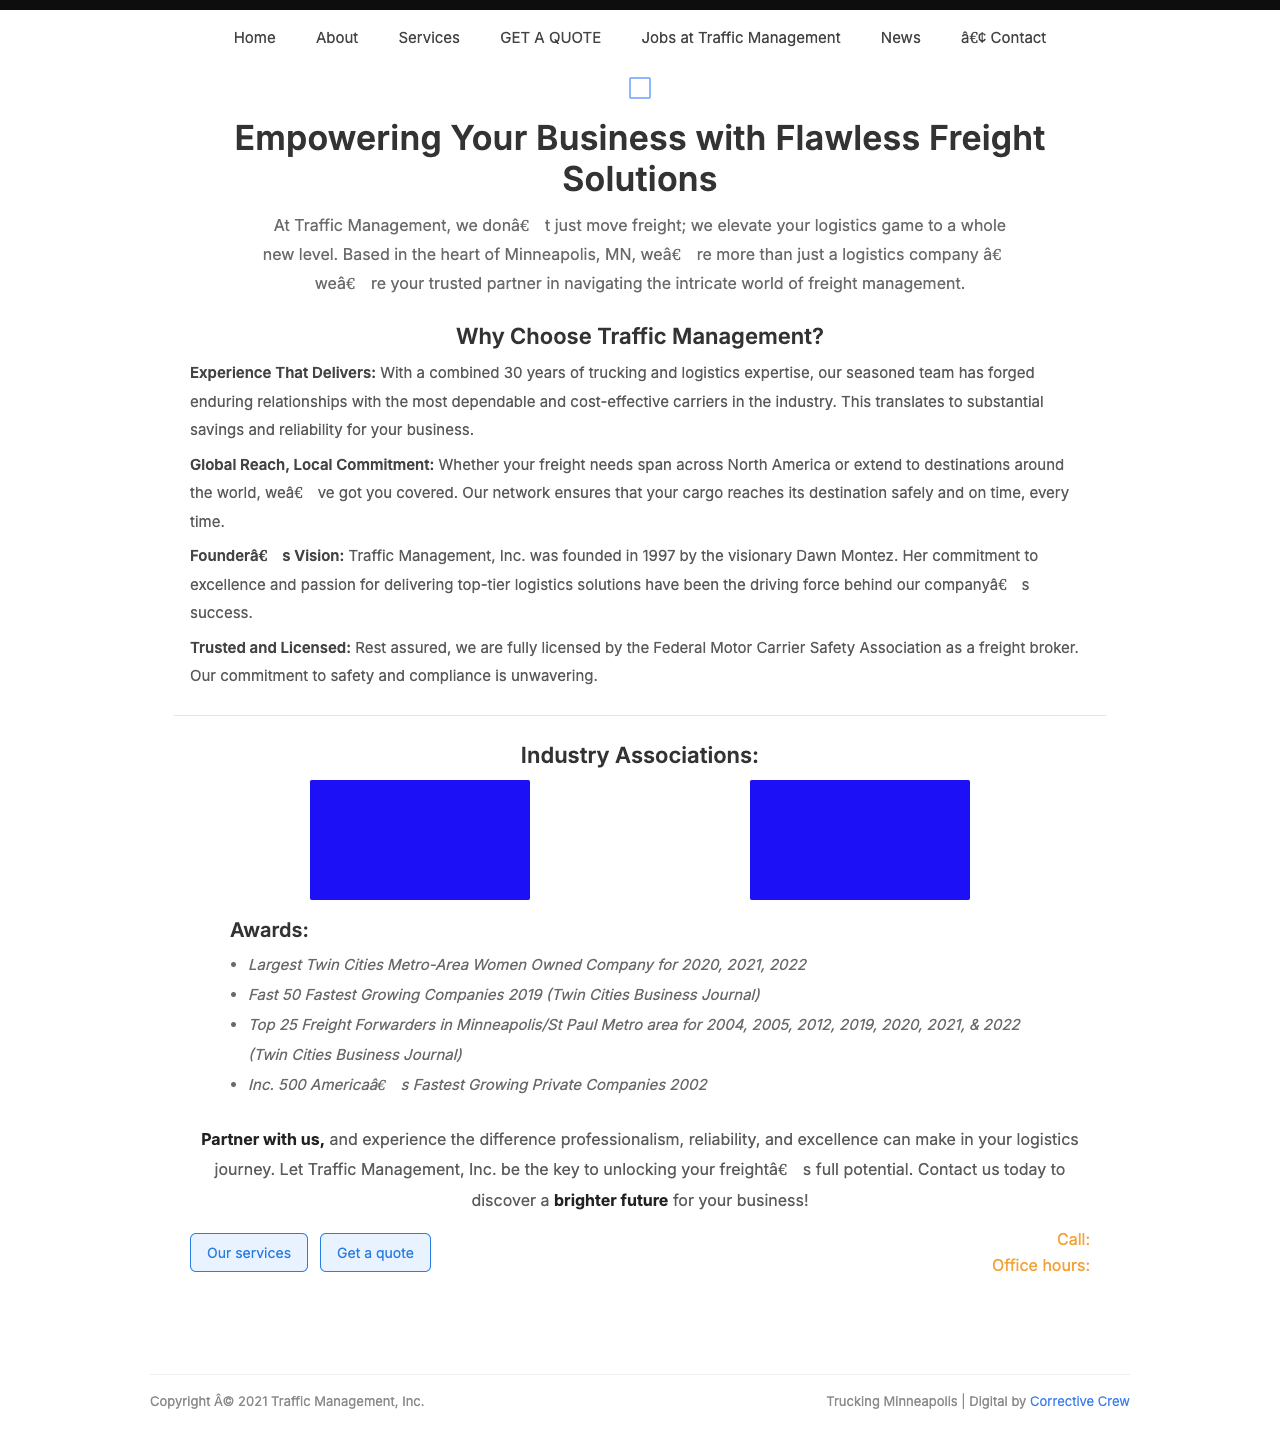 Home About Services GET A QUOTE Jobs at Traffic Management News â€¢ Contact
Empowering Your Business with Flawless Freight
Solutions
At Traffic Management, we donâ€ t just move freight; we elevate your logistics game to a whole
new level. Based in the heart of Minneapolis, MN, weâ€ re more than just a logistics company â€
weâ€ re your trusted partner in navigating the intricate world of freight management.
Why Choose Traffic Management?
Experience That Delivers: With a combined 30 years of trucking and logistics expertise, our seasoned team has forged
enduring relationships with the most dependable and cost-effective carriers in the industry. This translates to substantial
savings and reliability for your business.
Global Reach, Local Commitment: Whether your freight needs span across North America or extend to destinations around
the world, weâ€ ve got you covered. Our network ensures that your cargo reaches its destination safely and on time, every
time.
Founderâ€ s Vision: Traffic Management, Inc. was founded in 1997 by the visionary Dawn Montez. Her commitment to
excellence and passion for delivering top-tier logistics solutions have been the driving force behind our companyâ€ s
success.
Trusted and Licensed: Rest assured, we are fully licensed by the Federal Motor Carrier Safety Association as a freight broker.
Our commitment to safety and compliance is unwavering.
Industry Associations:
Awards:
• Largest Twin Cities Metro-Area Women Owned Company for 2020, 2021, 2022
• Fast 50 Fastest Growing Companies 2019 (Twin Cities Business Journal)
• Top 25 Freight Forwarders in Minneapolis/St Paul Metro area for 2004, 2005, 2012, 2019, 2020, 2021, & 2022
(Twin Cities Business Journal)
• Inc. 500 Americaâ€ s Fastest Growing Private Companies 2002
Partner with us, and experience the difference professionalism, reliability, and excellence can make in your logistics
journey. Let Traffic Management, Inc. be the key to unlocking your freightâ€ s full potential. Contact us today to
discover a brighter future for your business!
Our services Get a quote
Call:
Office hours:
Copyright Â© 2021 Traffic Management, Inc.
Trucking Minneapolis | Digital by Corrective Crew